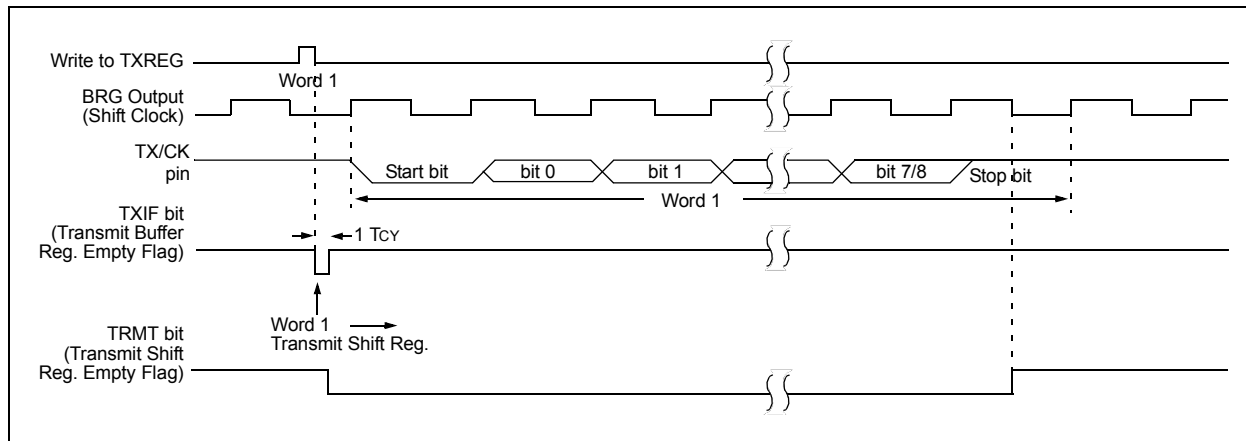 Write to TXREG
Word 1
BRG Output
(Shift Clock)
TX/CK
pin
Start bit
bit 0
bit 1
bit 7/8
Stop bit
Word 1
TXIF bit
(Transmit Buffer
Reg. Empty Flag)
1 TCY
Word 1
Transmit Shift Reg.
TRMT bit
(Transmit Shift
Reg. Empty Flag)